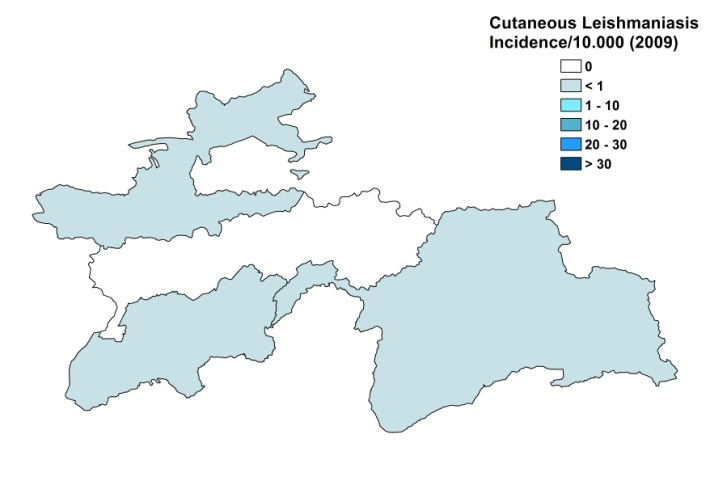 Cutaneous Leishmaniasis
Incidence/10.000 (2009)
0
< 1
1 - 10
10 - 20
20 - 30
> 30